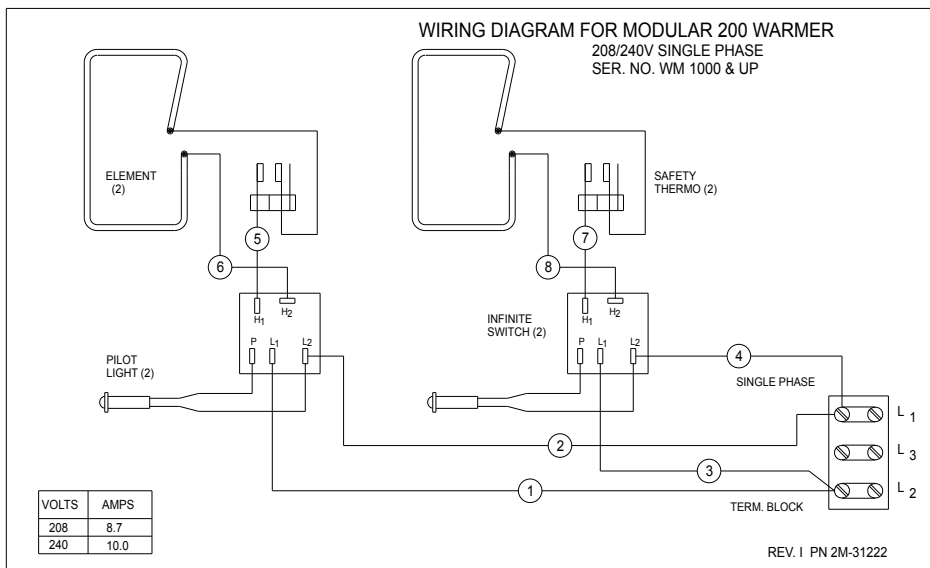 WIRING DIAGRAM FOR MODULAR 200 WARMER
208/240V SINGLE PHASE
SER. NO. WM 1000 & UP
ELEMENT
(2)
SAFETY
THERMO (2)
5
7
6
8
H1
H2
H1
H2
INFINITE
SWITCH (2)
P
L1
L2
P
L1
L2
PILOT
LIGHT (2)
4
SINGLE PHASE
L 1
2
L 3
3
1
L 2
TERM. BLOCK
VOLTS AMPS
208 8.7
240 10.0
REV. I PN 2M-31222